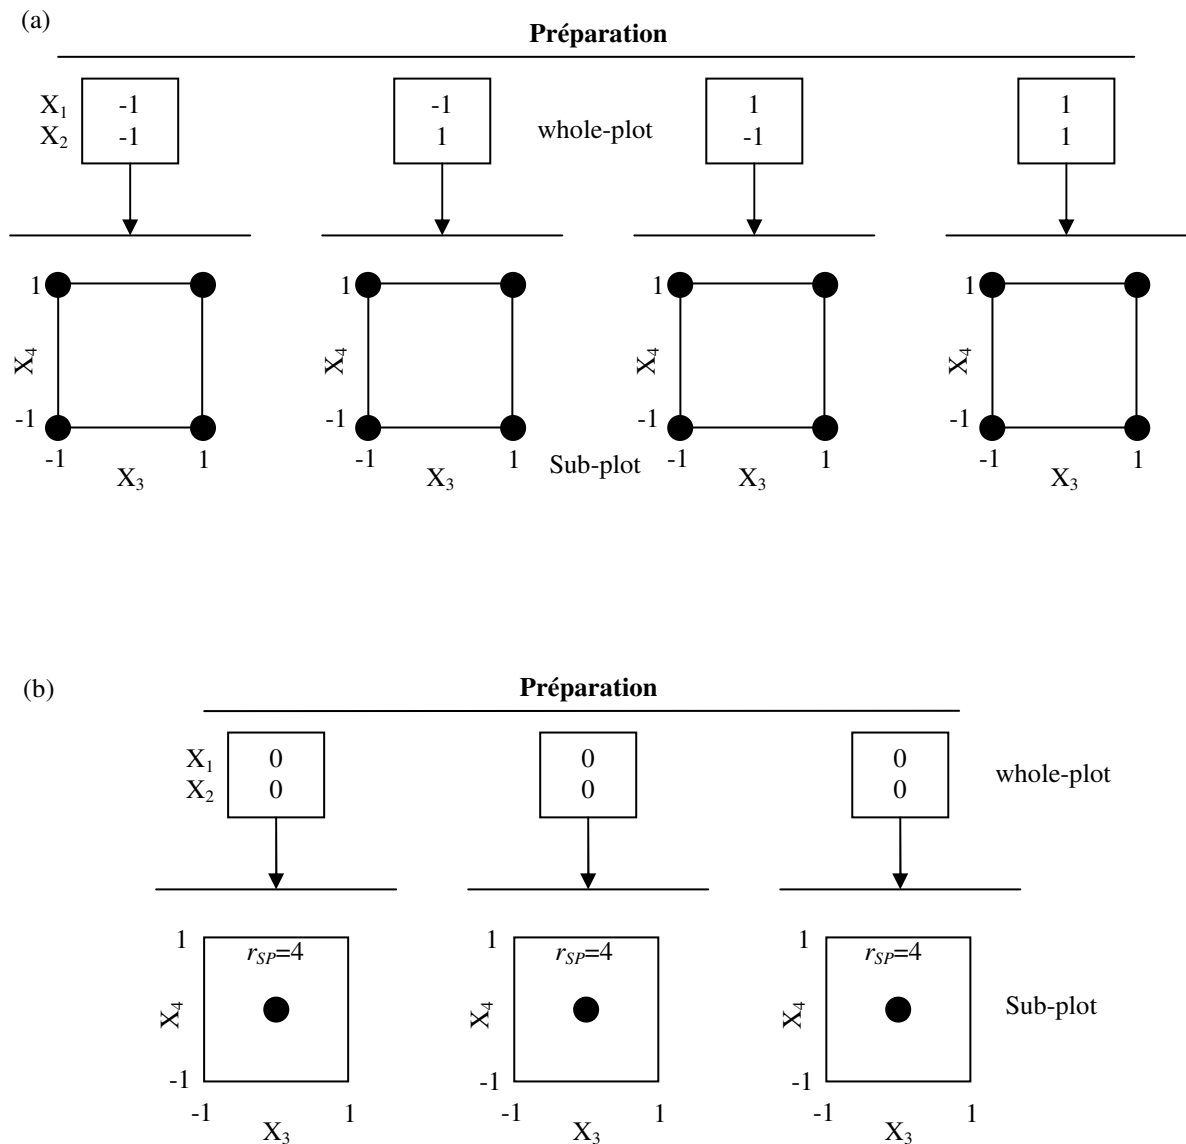 (a)
Préparation
X1 -1 -1 1 1
X2 -1 1 whole-plot -1 1
1 1 1 1
X4 X4 X4 X4
-1 -1 -1 -1
-1 1 -1 1 Sub-plot -1 1 -1 1
X3 X3 X3 X3
(b)
Préparation
X1 0 0 0
X2 0 0 0 whole-plot
1 rSP=4 1 rSP=4 1 rSP=4
X4 X4 X4 Sub-plot
-1 -1 -1
-1 1 -1 1 -1 1
X3 X3 X3